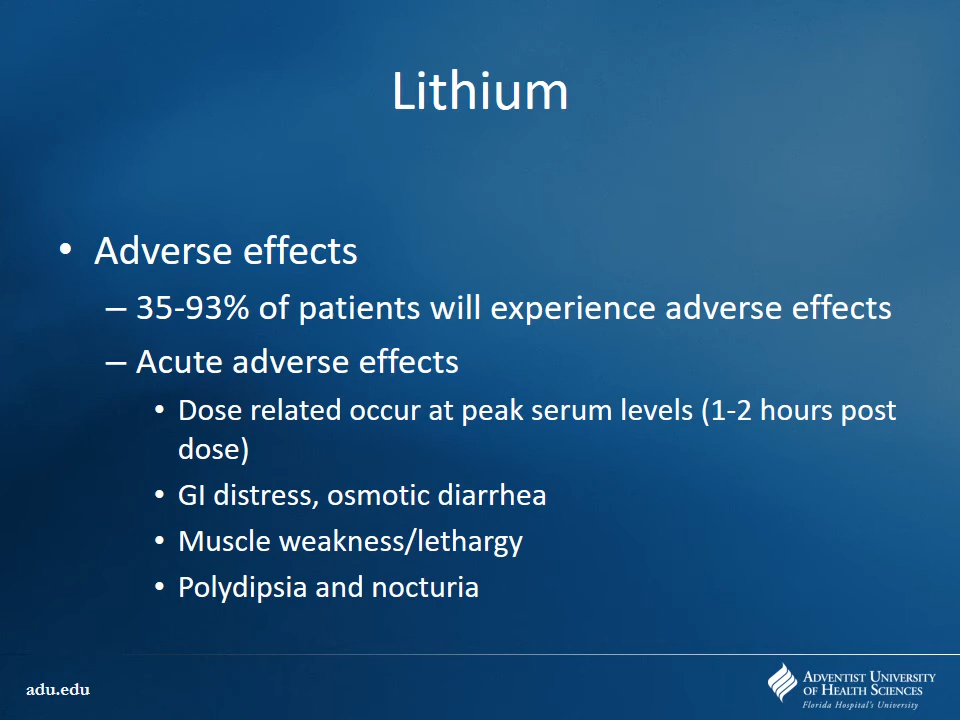 Lithium
• Adverse effects
– 35-93% of patients will experience adverse effects
– Acute adverse effects
• Dose related occur at peak serum levels (1-2 hours post
dose)
• GI distress, osmotic diarrhea
• Muscle weakness/lethargy
• Polydipsia and nocturia
adu.edu
ADVENTIST UNIVERSITY
OF HEALTH SCIENCES
Florida Hospital's University